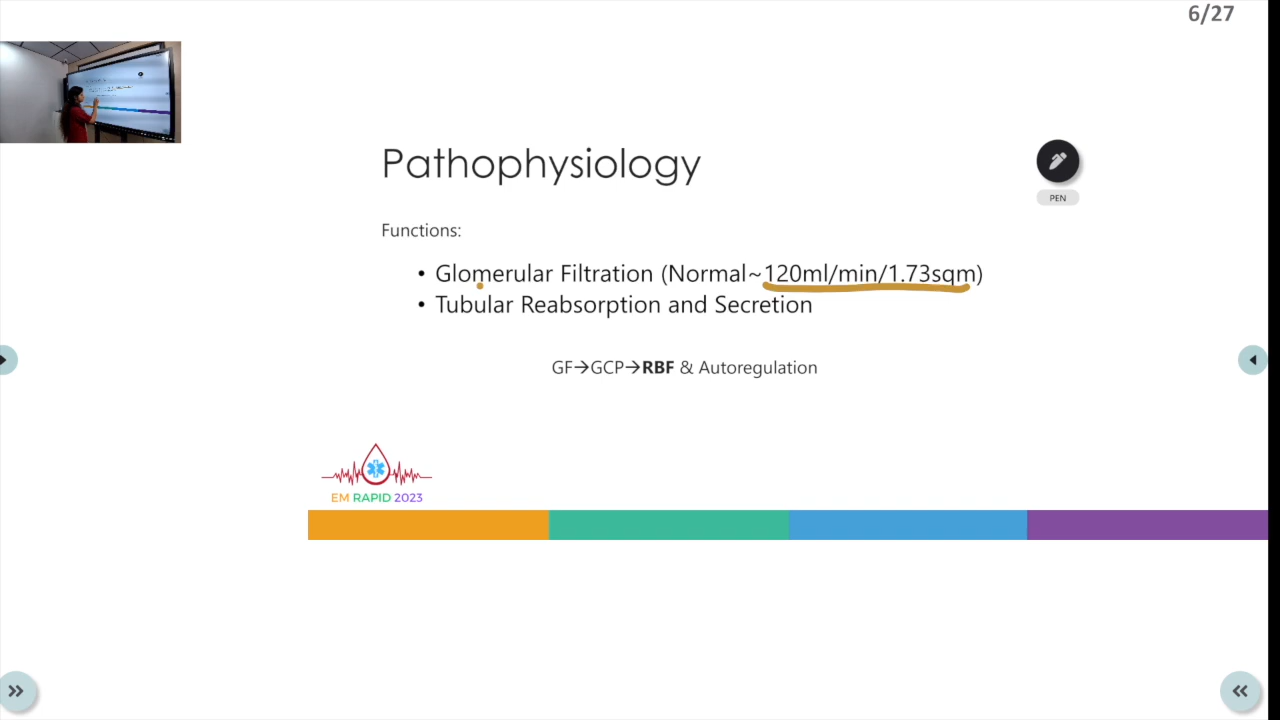 6/27
Pathophysiology
PEN
Functions:
• Glomerular Filtration (Normal~120ml/min/1.73sqm)
• Tubular Reabsorption and Secretion
GF→GCP→RBF & Autoregulation
EM RAPID 2023